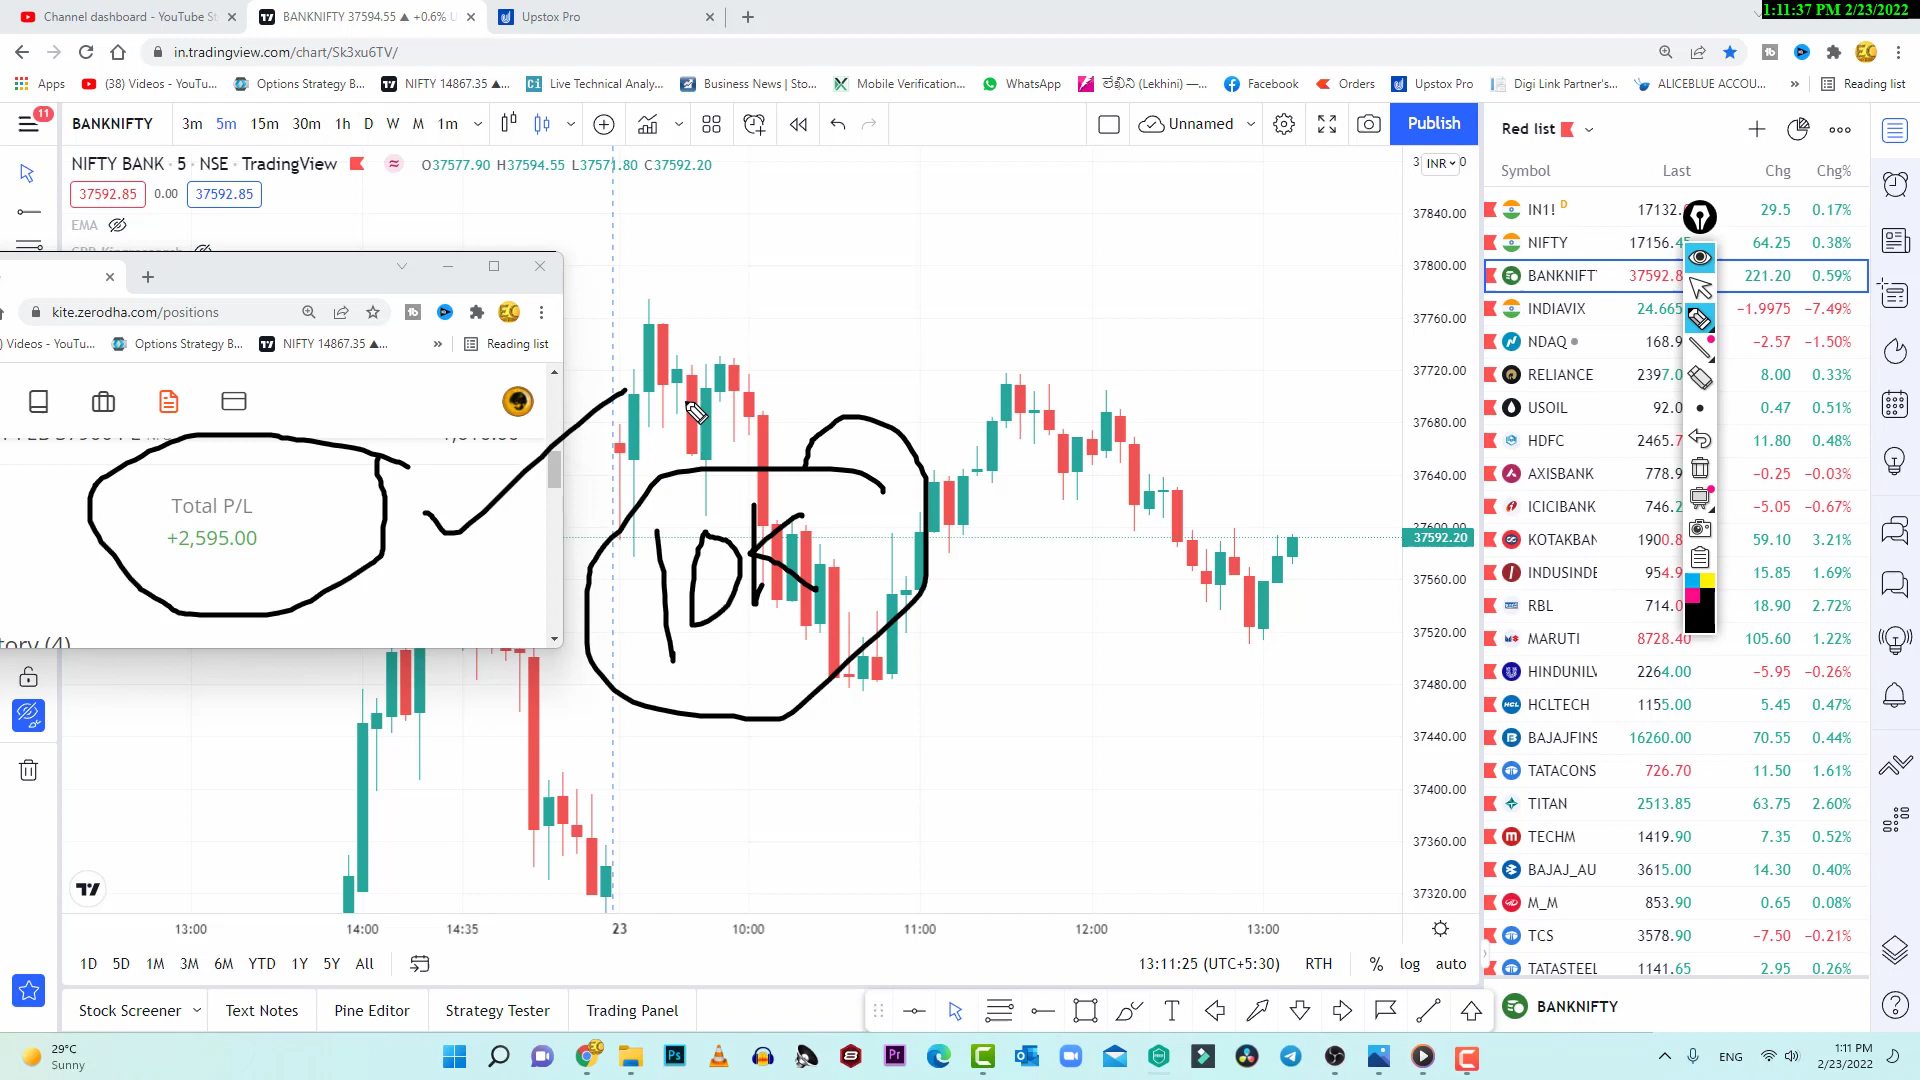 1:11:37 PM 2/23/2022
Channel dashboard - YouTube St
BANKNIFTY 37594.55 ▲ +0.6% U
Upstox Pro
in.tradingview.com/chart/Sk3xu6TV/
Apps
(38) Videos - YouTu...
Options Strategy B...
NIFTY 14867.35 ▲...
Live Technical Analy...
Business News | Sto...
Mobile Verification...
WhatsApp
లేఖిని (Lekhini) —...
Facebook
Orders
Upstox Pro
Digi Link Partner's...
ALICEBLUE ACCOU...
»
Reading list
11
BANKNIFTY
3m 5m 15m 30m 1h D W M 1m
Unnamed
Publish
NIFTY BANK · 5 · NSE · TradingView
O37577.90 H37594.55 L37571.80 C37592.20
37592.85 0.00 37592.85
EMA
INR
37840.00
37800.00
37760.00
37720.00
37680.00
37640.00
37600.00
37592.20
37560.00
37520.00
37480.00
37440.00
37400.00
37360.00
37320.00
kite.zerodha.com/positions
Videos - YouTu...
Options Strategy B...
NIFTY 14867.35 ▲...
»
Reading list
Total P/L
+2,595.00
tory (4)
10K
13:00 14:00 14:35 23 10:00 11:00 12:00 13:00
1D 5D 1M 3M 6M YTD 1Y 5Y All
13:11:25 (UTC+5:30) RTH % log auto
Stock Screener
Text Notes
Pine Editor
Strategy Tester
Trading Panel
Red list
Symbol Last Chg Chg%
IN1! D 17132. 29.5 0.17%
NIFTY 17156.45 64.25 0.38%
BANKNIFT 37592.8 221.20 0.59%
INDIAVIX 24.665 −1.9975 −7.49%
NDAQ 168.9 −2.57 −1.50%
RELIANCE 2397.0 8.00 0.33%
USOIL 92.0 0.47 0.51%
HDFC 2465.7 11.80 0.48%
AXISBANK 778.9 −0.25 −0.03%
ICICIBANK 746.2 −5.05 −0.67%
KOTAKBAN 1900.8 59.10 3.21%
INDUSINDE 954.9 15.85 1.69%
RBL 714.0 18.90 2.72%
MARUTI 8728.40 105.60 1.22%
HINDUNILV 2264.00 −5.95 −0.26%
HCLTECH 1155.00 5.45 0.47%
BAJAJFINS 16260.00 70.55 0.44%
TATACONS 726.70 11.50 1.61%
TITAN 2513.85 63.75 2.60%
TECHM 1419.90 7.35 0.52%
BAJAJ_AU 3615.00 14.30 0.40%
M_M 853.90 0.65 0.08%
TCS 3578.90 −7.50 −0.21%
TATASTEEL 1141.65 2.95 0.26%
BANKNIFTY
29°C
Sunny
ENG
1:11 PM
2/23/2022